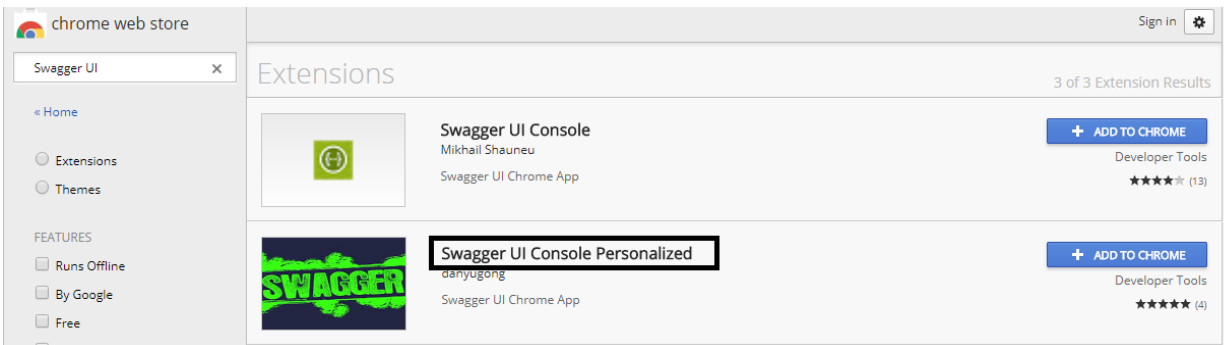 chrome web store
Sign in
Swagger UI
« Home
Extensions
Themes
FEATURES
Runs Offline
By Google
Free
Extensions
3 of 3 Extension Results
Swagger UI Console
Mikhail Shauneu
Swagger UI Chrome App
+ ADD TO CHROME
Developer Tools
(13)
SWAGGER
Swagger UI Console Personalized
danyugong
Swagger UI Chrome App
+ ADD TO CHROME
Developer Tools
(4)